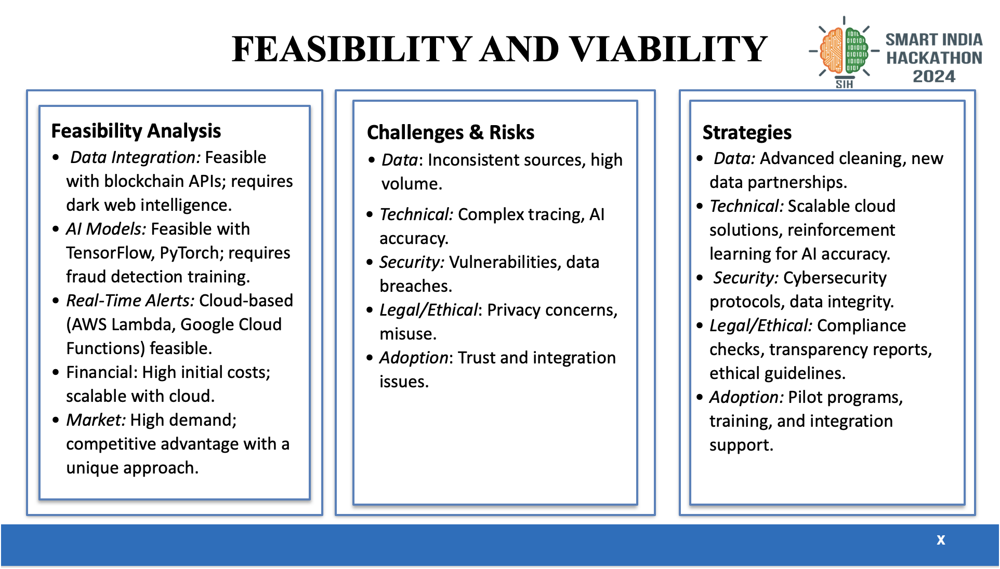 FEASIBILITY AND VIABILITY
SMART INDIA
HACKATHON
2024
SIH
Feasibility Analysis
• Data Integration: Feasible
with blockchain APIs; requires
dark web intelligence.
• AI Models: Feasible with
TensorFlow, PyTorch; requires
fraud detection training.
• Real-Time Alerts: Cloud-based
(AWS Lambda, Google Cloud
Functions) feasible.
• Financial: High initial costs;
scalable with cloud.
• Market: High demand;
competitive advantage with a
unique approach.
Challenges & Risks
• Data: Inconsistent sources, high
volume.
• Technical: Complex tracing, AI
accuracy.
• Security: Vulnerabilities, data
breaches.
• Legal/Ethical: Privacy concerns,
misuse.
• Adoption: Trust and integration
issues.
Strategies
• Data: Advanced cleaning, new
data partnerships.
• Technical: Scalable cloud
solutions, reinforcement
learning for AI accuracy.
• Security: Cybersecurity
protocols, data integrity.
• Legal/Ethical: Compliance
checks, transparency reports,
ethical guidelines.
• Adoption: Pilot programs,
training, and integration
support.
x